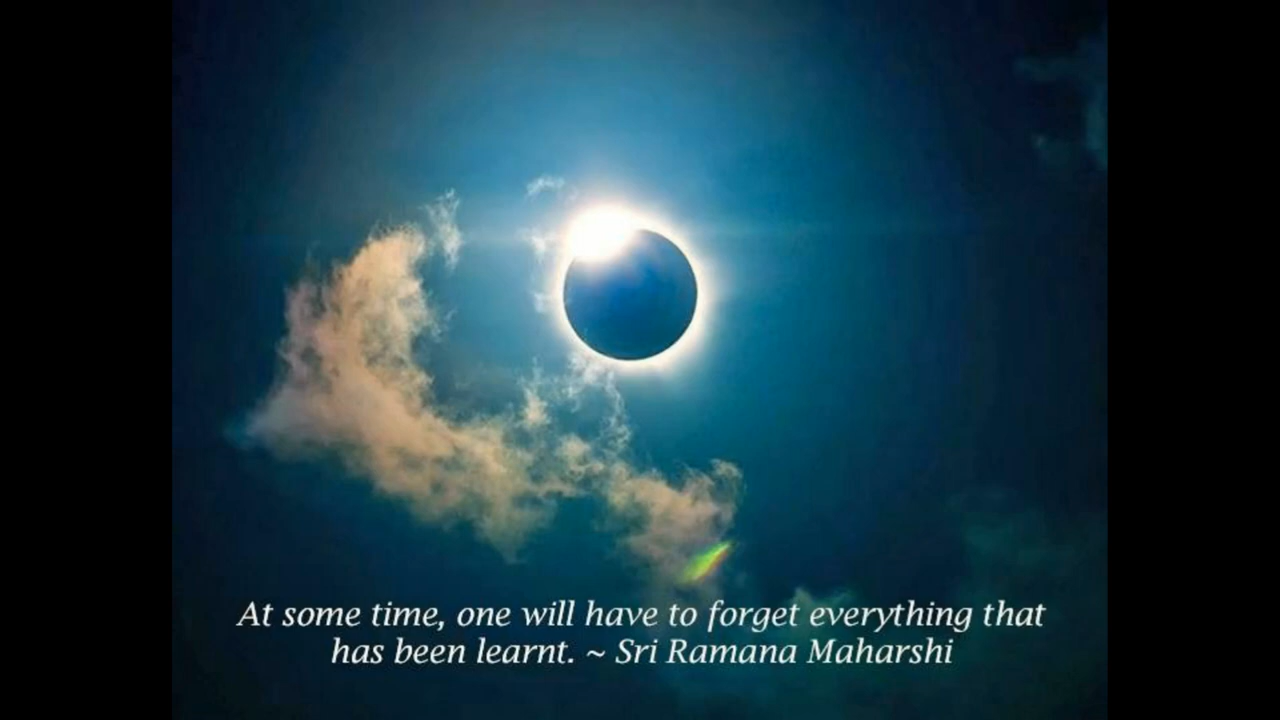 At some time, one will have to forget everything that
has been learnt. ~ Sri Ramana Maharshi